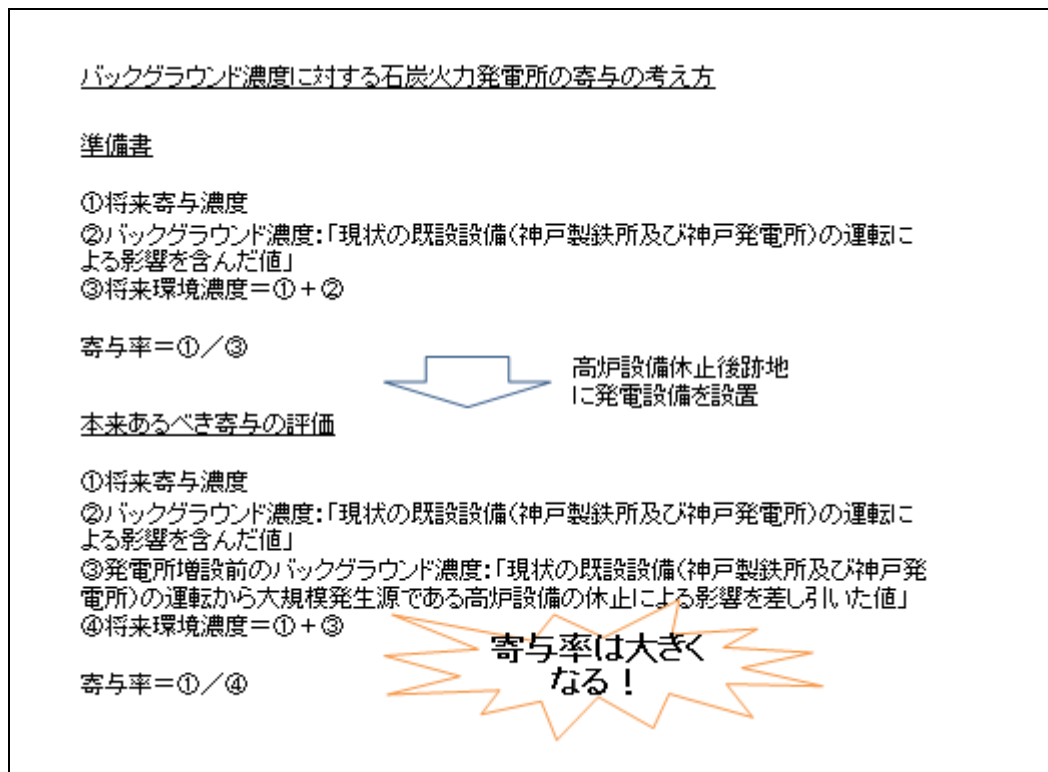 バックグラウンド濃度に対する石炭火力発電所の寄与の考え方
準備書
①将来寄与濃度
②バックグラウンド濃度:「現状の既設設備(神戸製鉄所及び神戸発電所)の運転に
よる影響を含んだ値」
③将来環境濃度=①+②
寄与率=①/③
高炉設備休止後跡地
に発電設備を設置
本来あるべき寄与の評価
①将来寄与濃度
②バックグラウンド濃度:「現状の既設設備(神戸製鉄所及び神戸発電所)の運転に
よる影響を含んだ値」
③発電所増設前のバックグラウンド濃度:「現状の既設設備(神戸製鉄所及び神戸発
電所)の運転から大規模発生源である高炉設備の休止による影響を差し引いた値」
④将来環境濃度=①+③
寄与率は大きく
なる!
寄与率=①/④